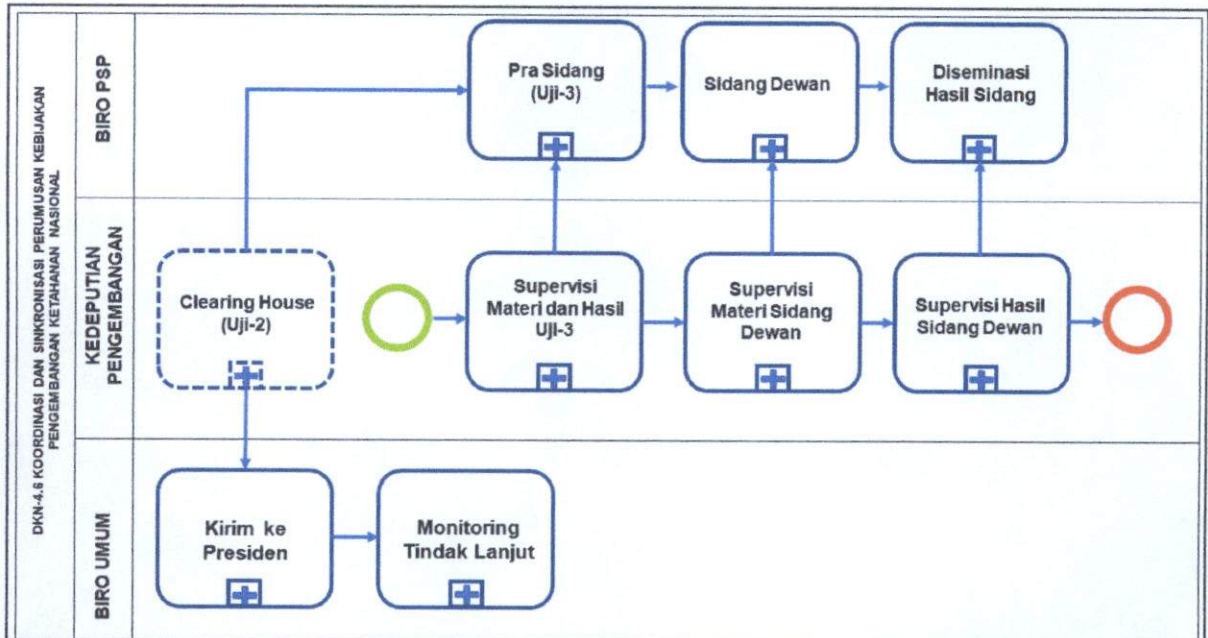 DKN-4.6 KOORDINASI DAN SINKRONISASI PERUMUSAN KEBIJAKAN
PENGEMBANGAN KETAHANAN NASIONAL
BIRO PSP
Pra Sidang
(Uji-3)
Sidang Dewan
Diseminasi
Hasil Sidang
KEDEPUTIAN
PENGEMBANGAN
Clearing House
(Uji-2)
Supervisi
Materi dan Hasil
Uji-3
Supervisi
Materi Sidang
Dewan
Supervisi Hasil
Sidang Dewan
BIRO UMUM
Kirim ke
Presiden
Monitoring
Tindak Lanjut